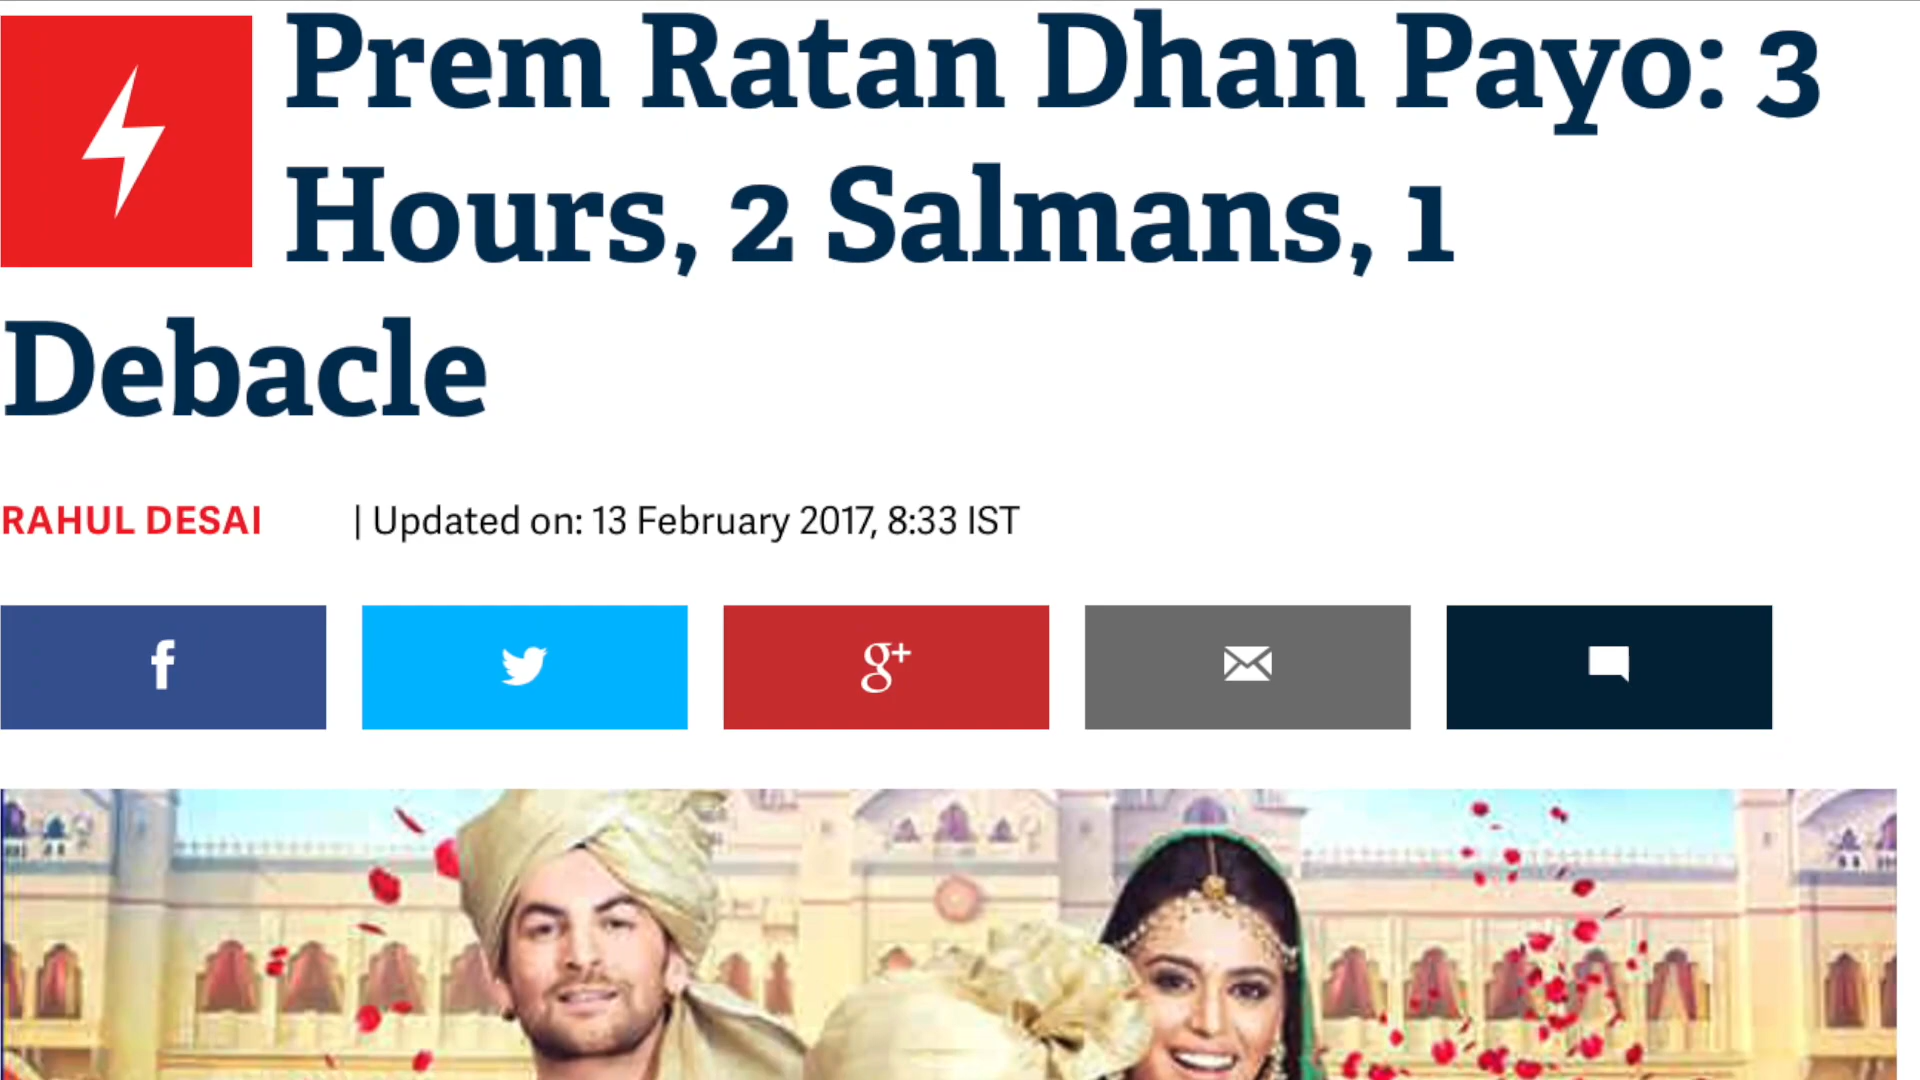 Prem Ratan Dhan Payo: 3
Hours, 2 Salmans, 1
Debacle
RAHUL DESAI | Updated on: 13 February 2017, 8:33 IST
f
g+